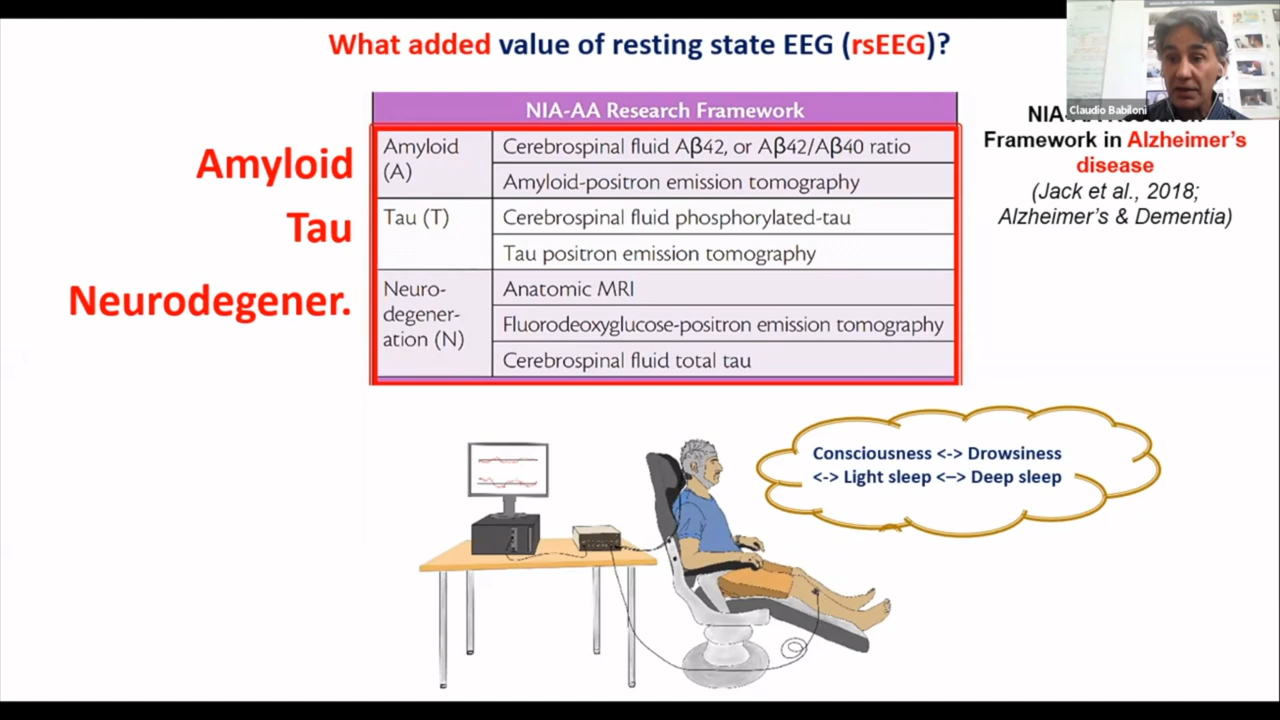 What added value of resting state EEG (rsEEG)?
Claudio Babiloni
NIA-AA Research Framework
Amyloid
Tau
Neurodegener.
Amyloid
(A)
Cerebrospinal fluid Aβ42, or Aβ42/Aβ40 ratio
Amyloid-positron emission tomography
Tau (T)
Cerebrospinal fluid phosphorylated-tau
Tau positron emission tomography
Neuro-
degener-
ation (N)
Anatomic MRI
Fluorodeoxyglucose-positron emission tomography
Cerebrospinal fluid total tau
NIA-AA Research
Framework in Alzheimer's
disease
(Jack et al., 2018;
Alzheimer's & Dementia)
Consciousness <-> Drowsiness
<-> Light sleep <–> Deep sleep